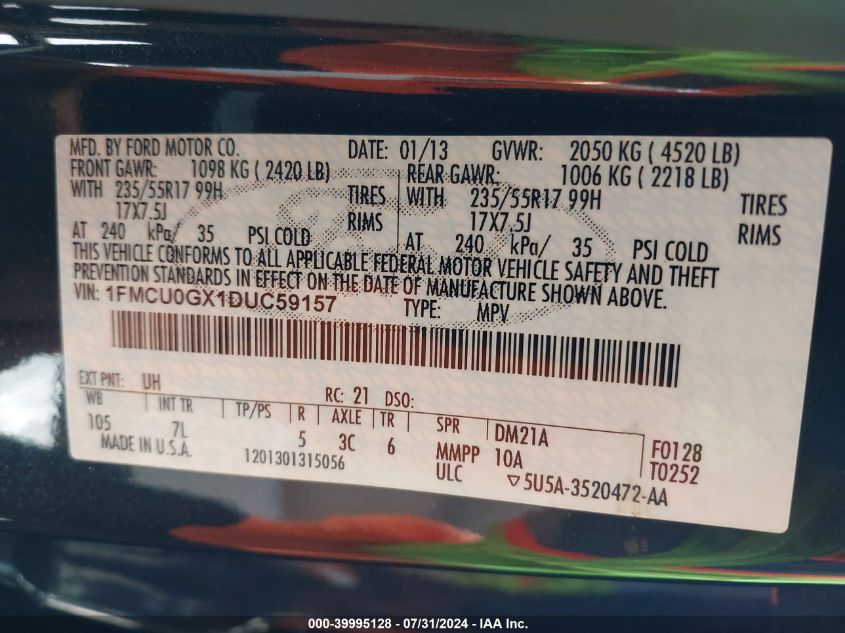 MFD. BY FORD MOTOR CO. DATE: 01/13 GVWR: 2050 KG ( 4520 LB)
FRONT GAWR: 1098 KG ( 2420 LB) REAR GAWR: 1006 KG ( 2218 LB)
WITH 235/55R17 99H TIRES WITH 235/55R17 99H TIRES
17X7.5J RIMS 17X7.5J RIMS
AT 240 kPa/ 35 PSI COLD AT 240 kPa/ 35 PSI COLD
THIS VEHICLE CONFORMS TO ALL APPLICABLE FEDERAL MOTOR VEHICLE SAFETY AND THEFT
PREVENTION STANDARDS IN EFFECT ON THE DATE OF MANUFACTURE SHOWN ABOVE.
VIN: 1FMCU0GX1DUC59157 TYPE: MPV
EXT PNT: UH RC: 21 DSO:
WB INT TR TP/PS R AXLE TR SPR DM21A F0128
105 7L 5 3C 6 MMPP 10A T0252
MADE IN U.S.A. 1201301315056 ULC ▽5U5A-3520472-AA
000-39995128 - 07/31/2024 - IAA Inc.